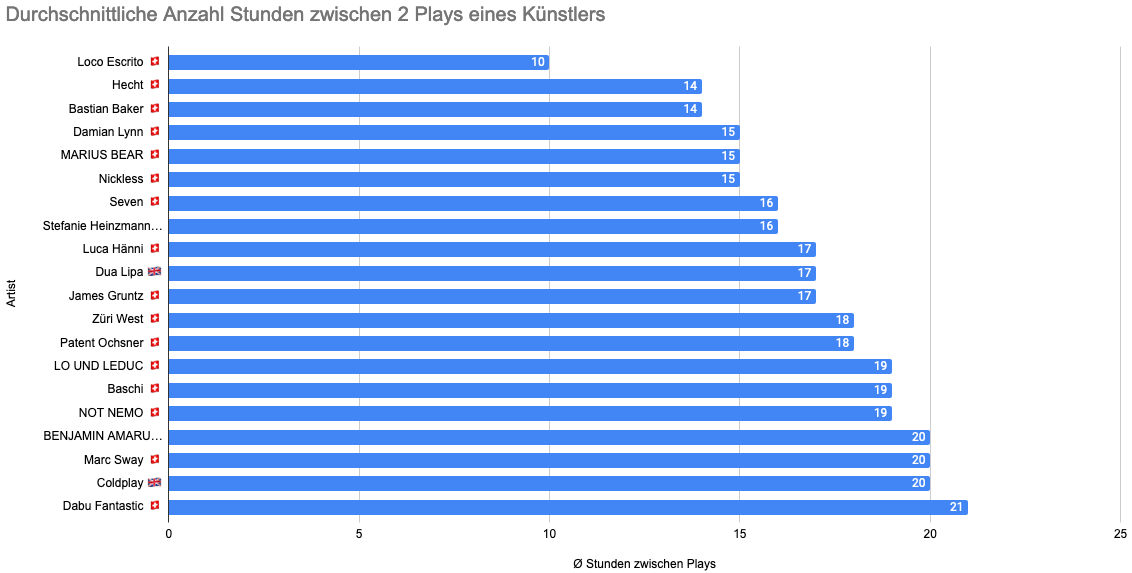 Durchschnittliche Anzahl Stunden zwischen 2 Plays eines Künstlers
Artist
Loco Escrito 🇨🇭 10
Hecht 🇨🇭 14
Bastian Baker 🇨🇭 14
Damian Lynn 🇨🇭 15
MARIUS BEAR 🇨🇭 15
Nickless 🇨🇭 15
Seven 🇨🇭 16
Stefanie Heinzmann… 16
Luca Hänni 🇨🇭 17
Dua Lipa 🇬🇧 17
James Gruntz 🇨🇭 17
Züri West 🇨🇭 18
Patent Ochsner 🇨🇭 18
LO UND LEDUC 🇨🇭 19
Baschi 🇨🇭 19
NOT NEMO 🇨🇭 19
BENJAMIN AMARU… 20
Marc Sway 🇨🇭 20
Coldplay 🇬🇧 20
Dabu Fantastic 🇨🇭 21
0 5 10 15 20 25
Ø Stunden zwischen Plays